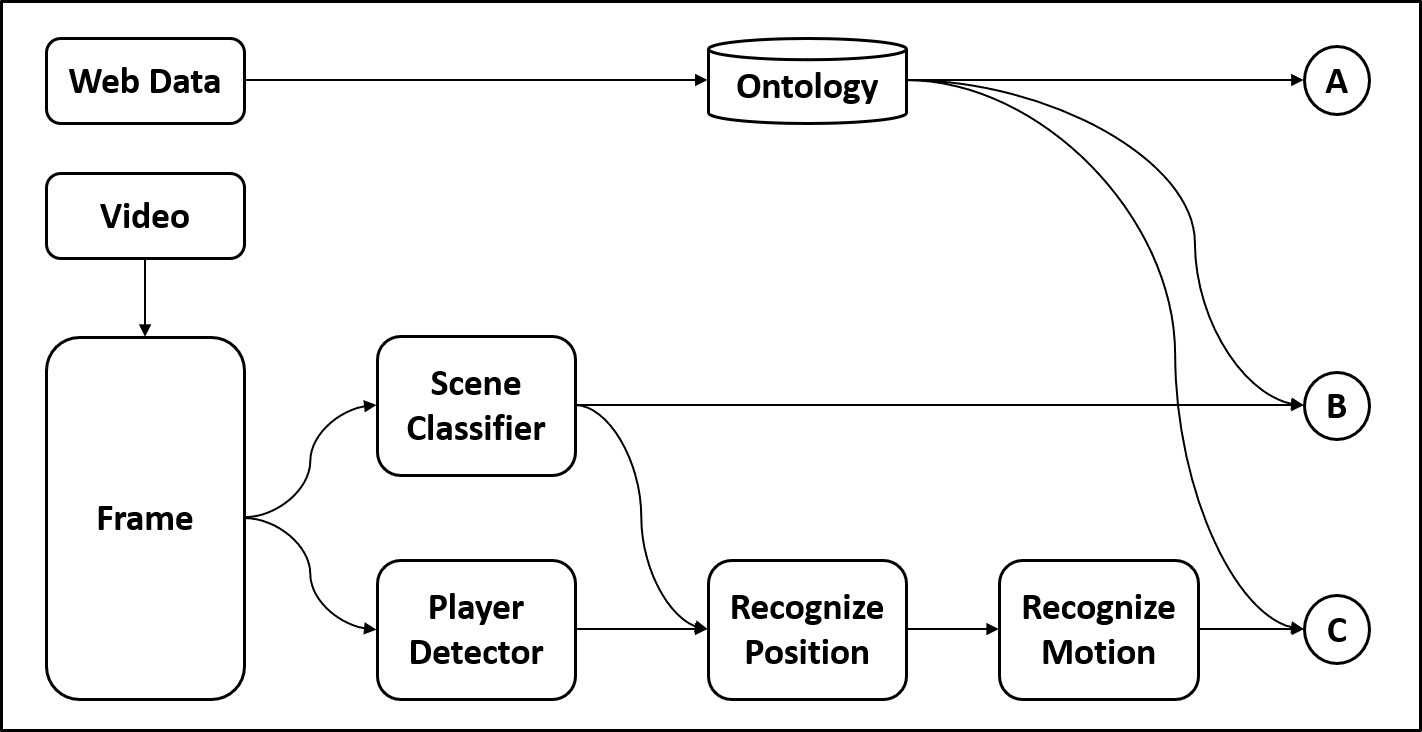 Web Data
Ontology
A
Video
Scene
Classifier
B
Frame
Player
Detector
Recognize
Position
Recognize
Motion
C